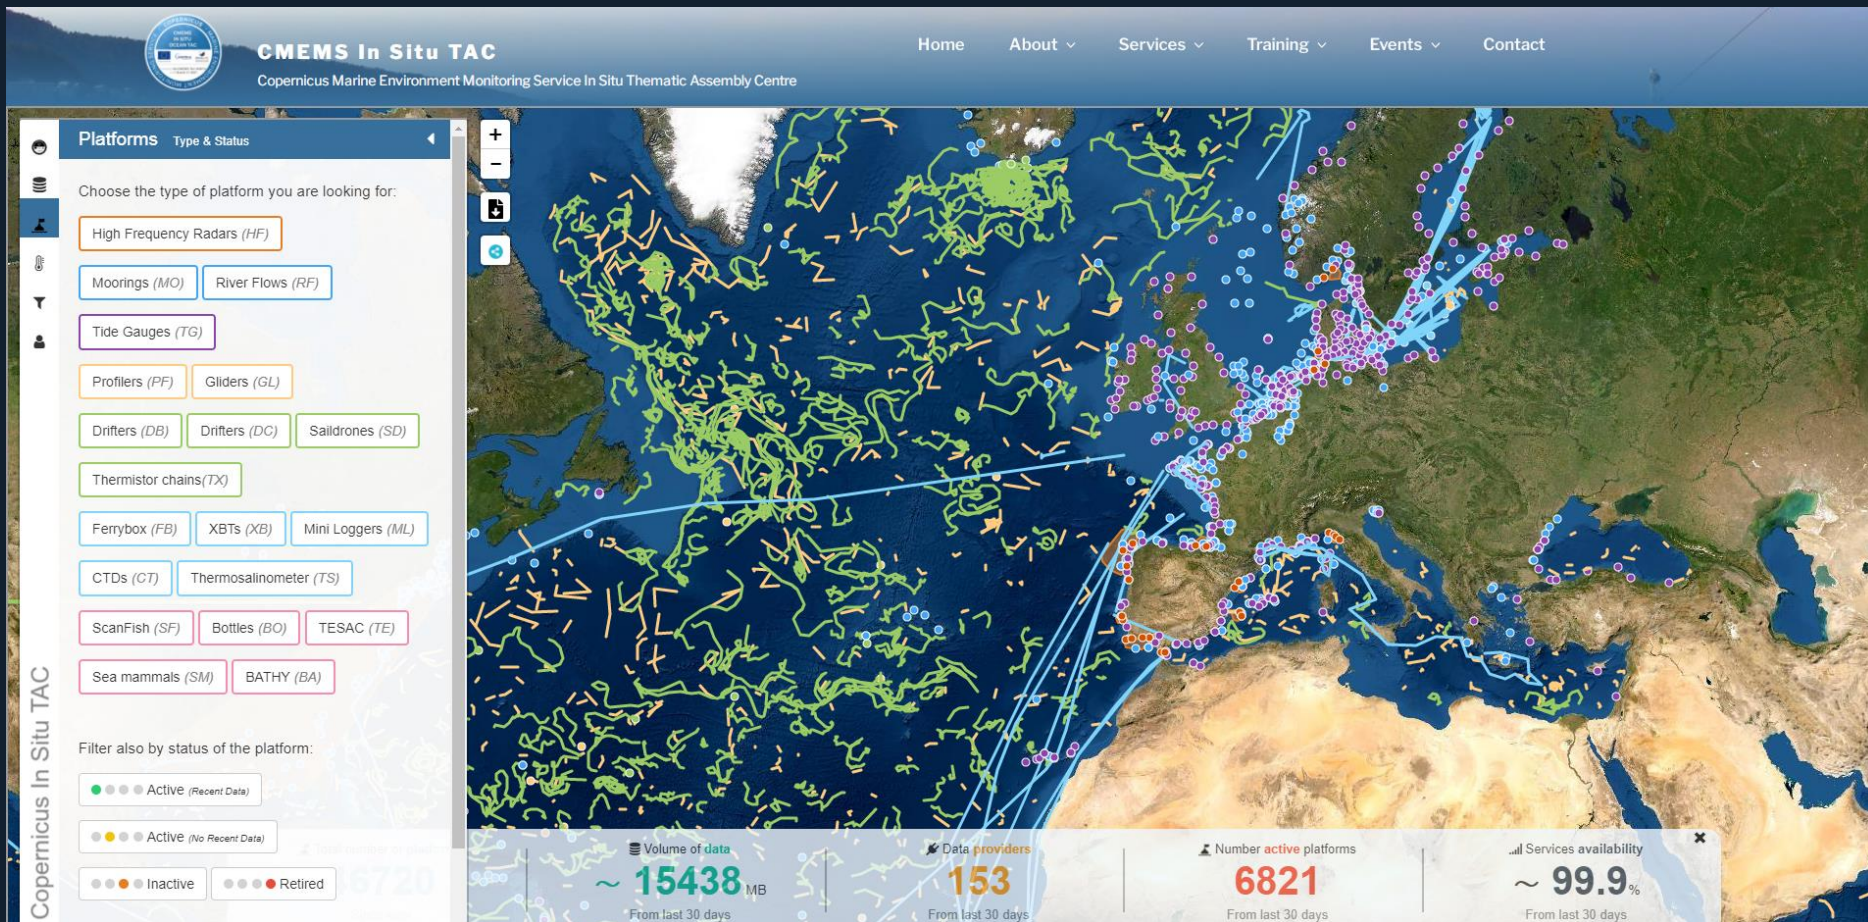 CMEMS In Situ TAC
Copernicus Marine Environment Monitoring Service In Situ Thematic Assembly Centre
Home About Services Training Events Contact
Platforms Type & Status
Choose the type of platform you are looking for:
High Frequency Radars (HF)
Moorings (MO) River Flows (RF)
Tide Gauges (TG)
Profilers (PF) Gliders (GL)
Drifters (DB) Drifters (DC) Saildrones (SD)
Thermistor chains(TX)
Ferrybox (FB) XBTs (XB) Mini Loggers (ML)
CTDs (CT) Thermosalinometer (TS)
ScanFish (SF) Bottles (BO) TESAC (TE)
Sea mammals (SM) BATHY (BA)
Filter also by status of the platform:
Active (Recent Data)
Active (No Recent Data)
Inactive Retired
Copernicus In Situ TAC
+
−
Volume of data
~ 15438 MB
From last 30 days
Data providers
153
From last 30 days
Number active platforms
6821
From last 30 days
Services availability
~ 99.9%
From last 30 days